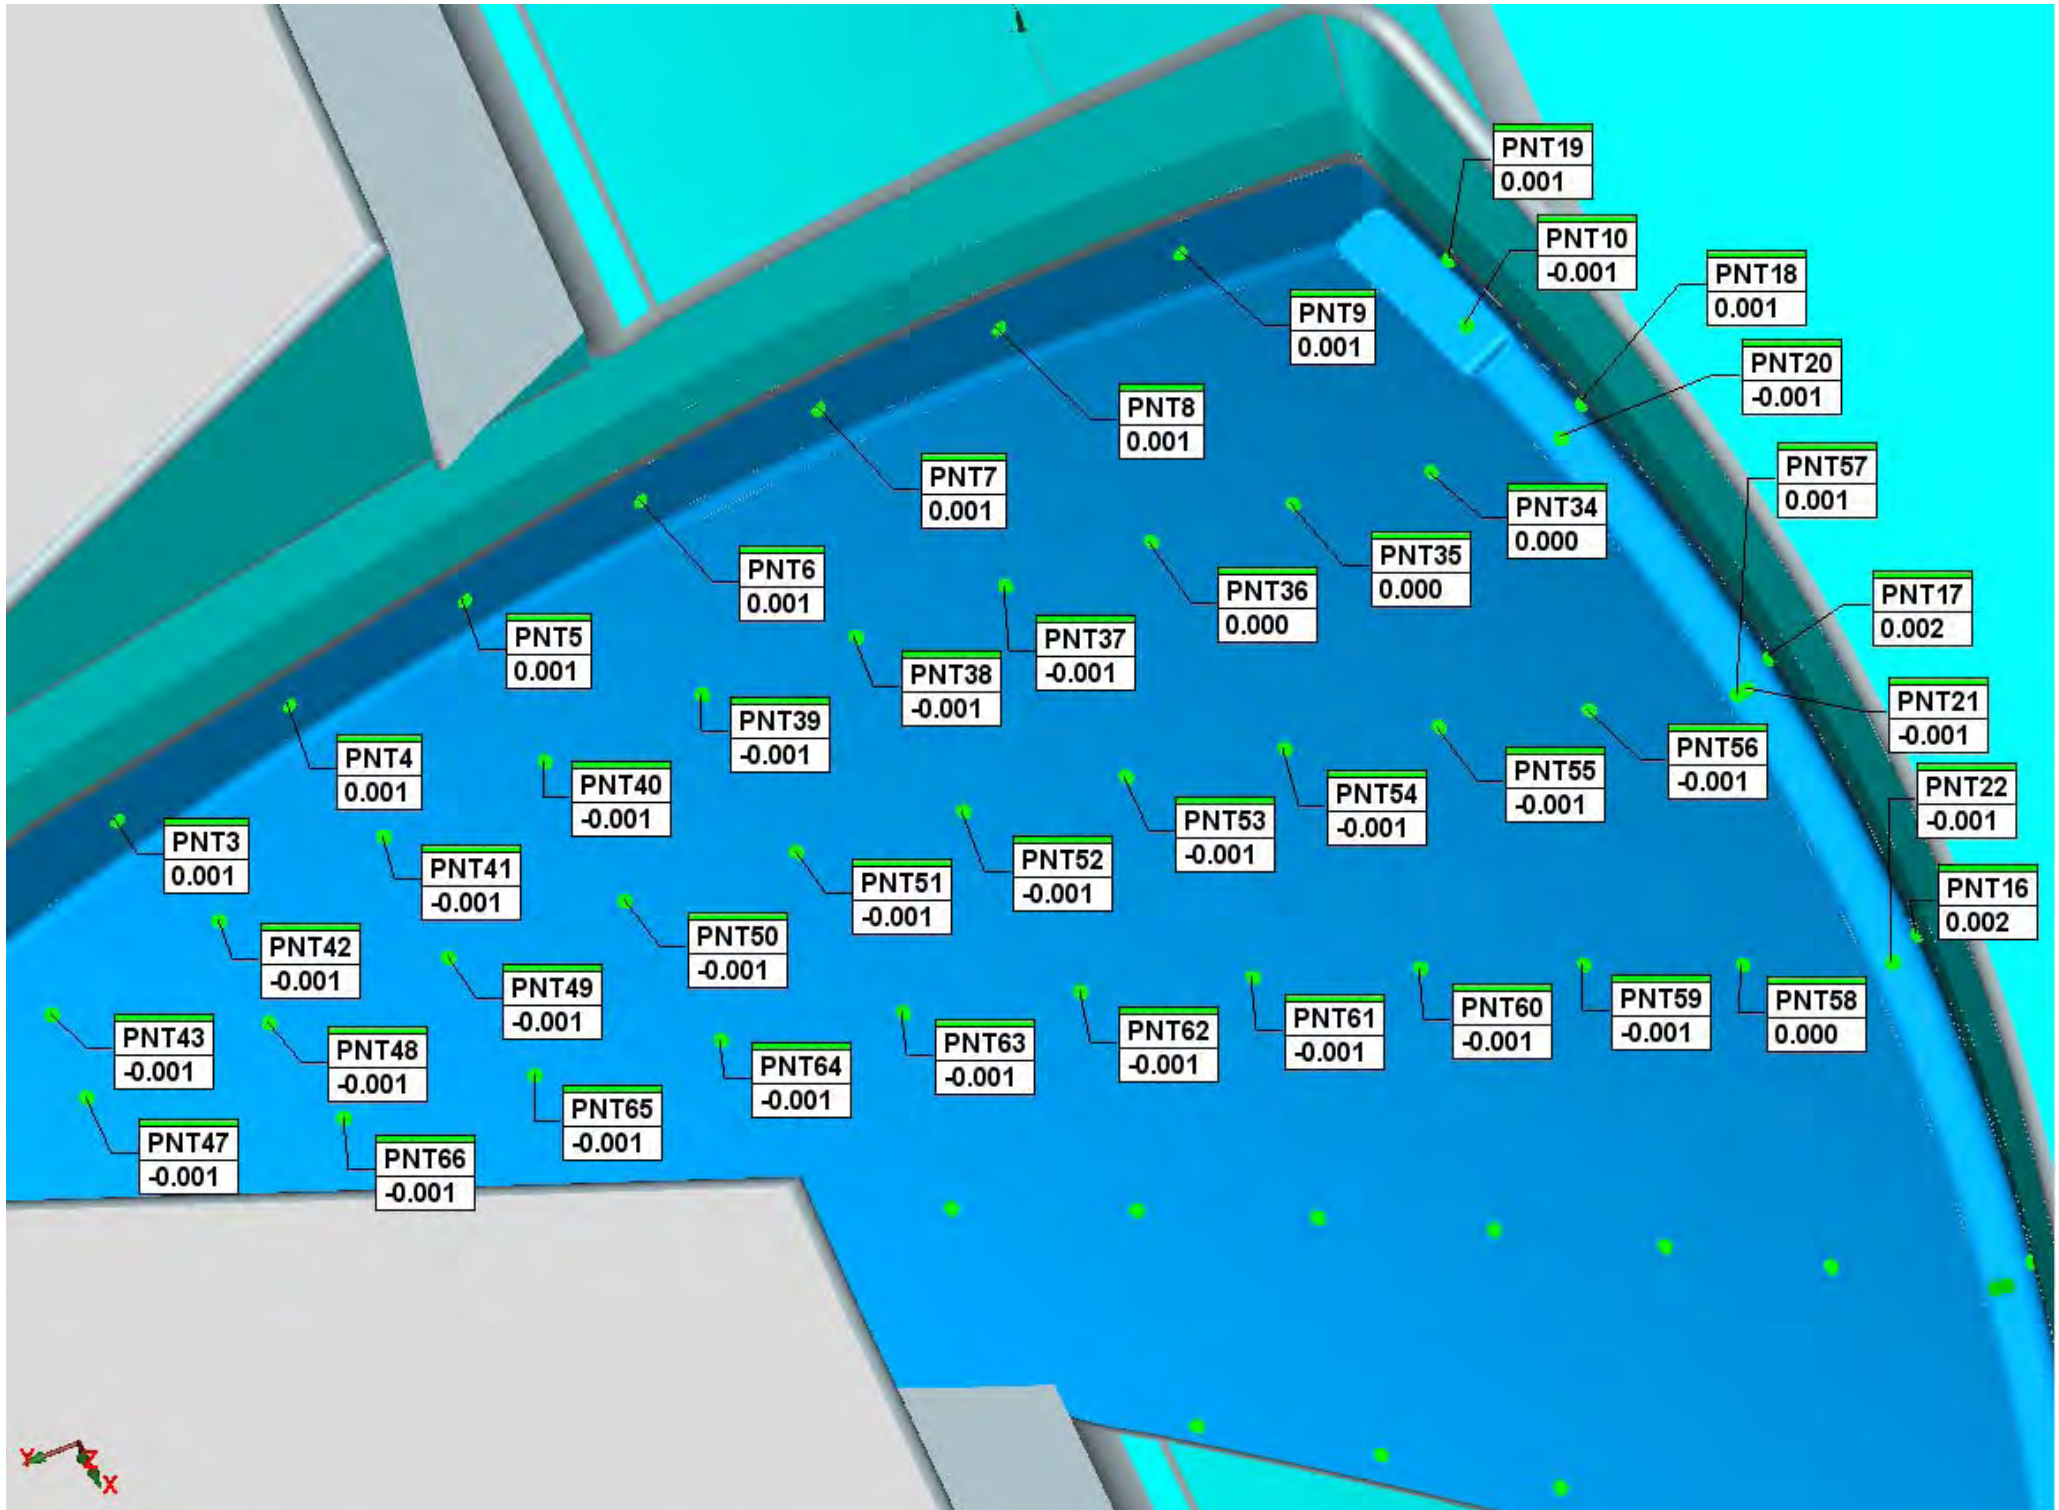 PNT19
0.001
PNT10
-0.001
PNT18
0.001
PNT9
0.001
PNT20
-0.001
PNT8
0.001
PNT57
0.001
PNT7
0.001
PNT34
0.000
PNT35
0.000
PNT6
0.001
PNT36
0.000
PNT17
0.002
PNT5
0.001
PNT37
-0.001
PNT38
-0.001
PNT21
-0.001
PNT39
-0.001
PNT56
-0.001
PNT4
0.001
PNT40
-0.001
PNT55
-0.001
PNT54
-0.001
PNT22
-0.001
PNT53
-0.001
PNT3
0.001
PNT41
-0.001
PNT52
-0.001
PNT51
-0.001
PNT16
0.002
PNT50
-0.001
PNT42
-0.001
PNT49
-0.001
PNT59
-0.001
PNT58
0.000
PNT60
-0.001
PNT61
-0.001
PNT62
-0.001
PNT43
-0.001
PNT48
-0.001
PNT63
-0.001
PNT64
-0.001
PNT65
-0.001
PNT47
-0.001
PNT66
-0.001
Y
Z
X